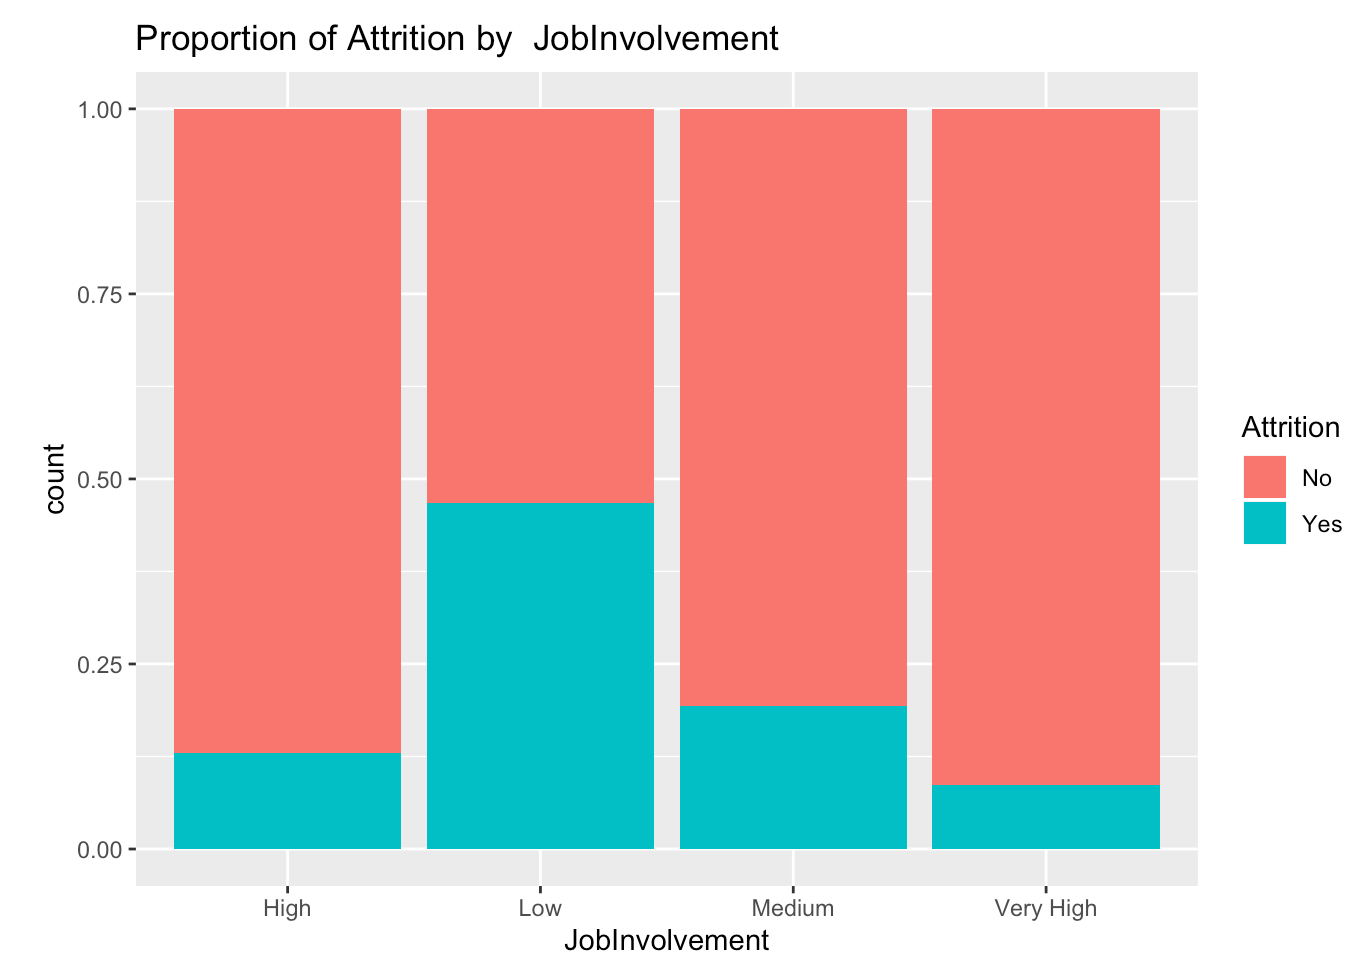 Proportion of Attrition by  JobInvolvement
1.00
0.75
0.50
0.25
0.00
count
High
Low
Medium
Very High
JobInvolvement
Attrition
No
Yes